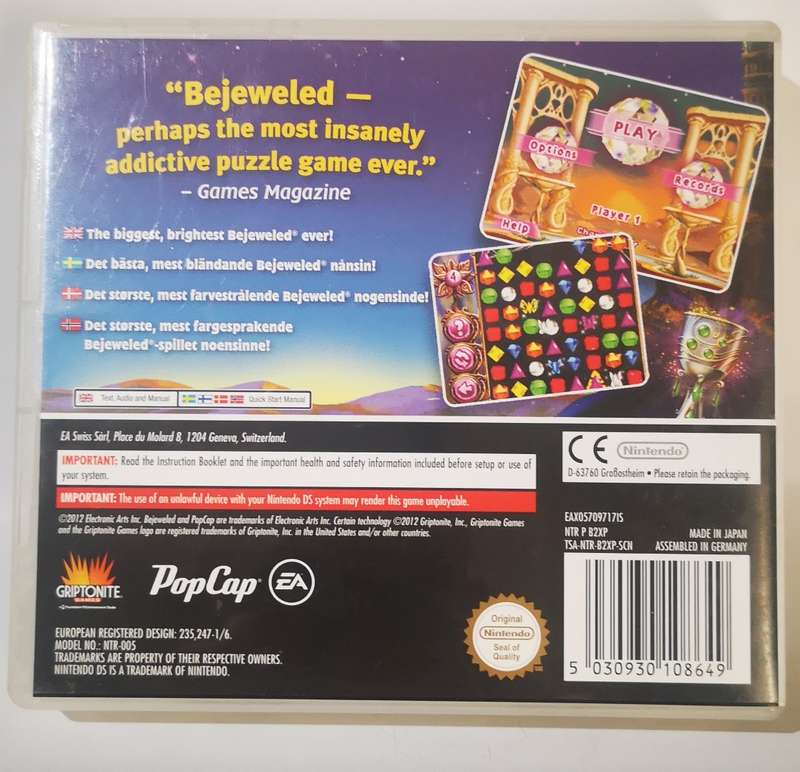 “Bejeweled —
perhaps the most insanely
addictive puzzle game ever.”
– Games Magazine
The biggest, brightest Bejeweled® ever!
Det bästa, mest bländande Bejeweled® nånsin!
Det største, mest farvestrålende Bejeweled® nogensinde!
Det største, mest fargesprakende
Bejeweled®-spillet noensinne!
PLAY
Options
Records
Player 1
Help
4
?
Text, Audio and Manual
Quick Start Manual
EA Swiss Sàrl, Place du Molard 8, 1204 Geneva, Switzerland.
IMPORTANT: Read the Instruction Booklet and the important health and safety information included before setup or use of
your system.
IMPORTANT: The use of an unlawful device with your Nintendo DS system may render this game unplayable.
©2012 Electronic Arts Inc. Bejeweled and PopCap are trademarks of Electronic Arts Inc. Certain technology ©2012 Griptonite, Inc., Griptonite Games
and the Griptonite Games logo are registered trademarks of Griptonite, Inc. in the United States and/or other countries.
CE Nintendo
D-63760 Großostheim • Please retain the packaging.
EAX05709717IS
NTR P B2XP MADE IN JAPAN
TSA-NTR-B2XP-SCN ASSEMBLED IN GERMANY
GRIPTONITE
GAMES
PopCap® EA
EUROPEAN REGISTERED DESIGN: 235,247-1/6.
MODEL NO.: NTR-005
TRADEMARKS ARE PROPERTY OF THEIR RESPECTIVE OWNERS.
NINTENDO DS IS A TRADEMARK OF NINTENDO.
Original
Nintendo
Seal of
Quality
5 030930 108649